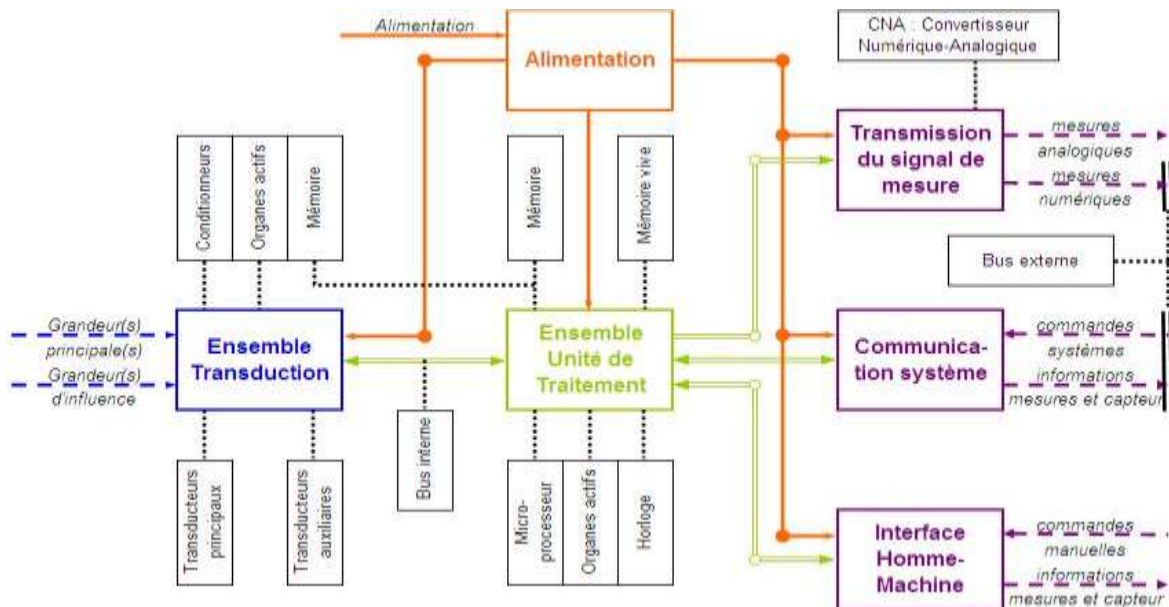 Alimentation
Alimentation
CNA : Convertisseur
Numérique-Analogique
Conditionneurs
Organes actifs
Mémoire
Mémoire
Mémoire vive
Transmission
du signal de
mesure
mesures
analogiques
mesures
numériques
Bus externe
Grandeur(s)
principale(s)
Grandeur(s)
d'influence
Ensemble
Transduction
Ensemble
Unité de
Traitement
Communica-
tion système
commandes
systèmes
informations
mesures et capteur
Transducteurs
principaux
Transducteurs
auxiliaires
Bus interne
Micro-
processeur
Organes actifs
Horloge
Interface
Homme-
Machine
commandes
manuelles
informations
mesures et capteur